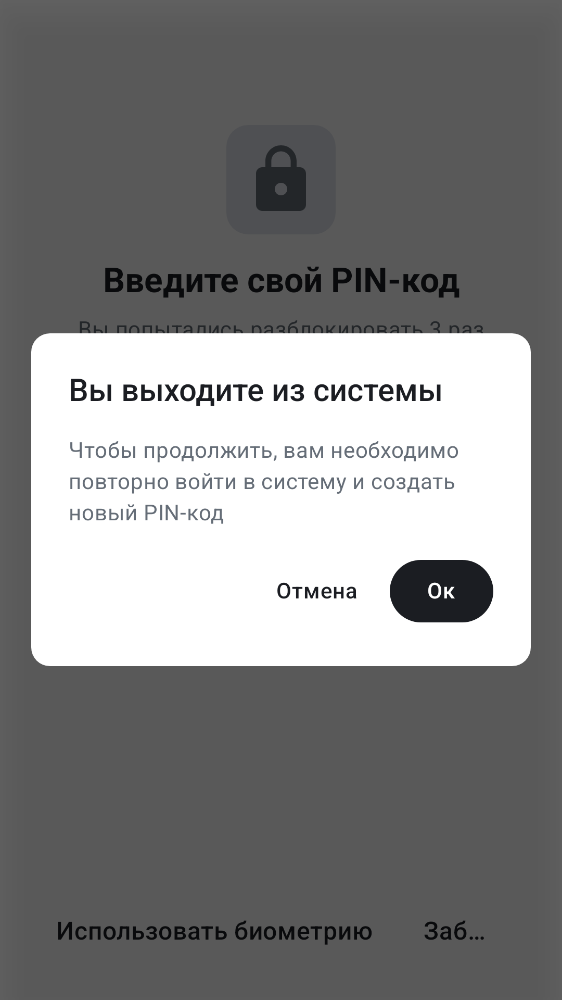 Введите свой PIN-код
Вы попытались разблокировать 3 раз
Вы выходите из системы
Чтобы продолжить, вам необходимо
повторно войти в систему и создать
новый PIN-код
Отмена
Ок
Использовать биометрию
Заб...